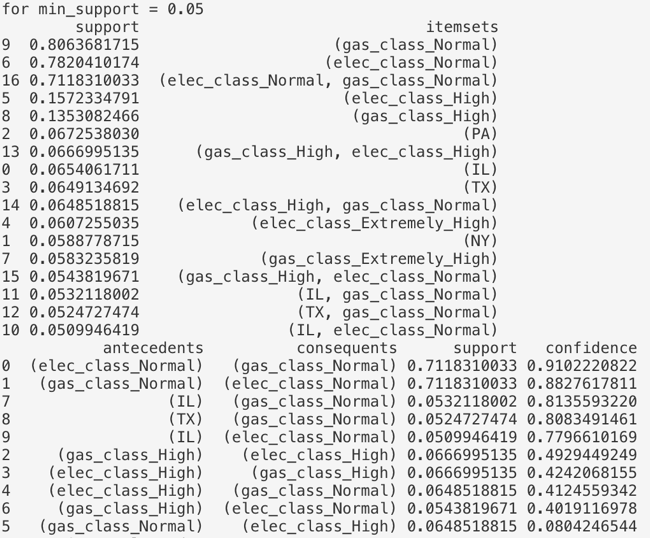 for min_support = 0.05
support itemsets
9 0.8063681715 (gas_class_Normal)
6 0.7820410174 (elec_class_Normal)
16 0.7118310033 (elec_class_Normal, gas_class_Normal)
5 0.1572334791 (elec_class_High)
8 0.1353082466 (gas_class_High)
2 0.0672538030 (PA)
13 0.0666995135 (gas_class_High, elec_class_High)
0 0.0654061711 (IL)
3 0.0649134692 (TX)
14 0.0648518815 (elec_class_High, gas_class_Normal)
4 0.0607255035 (elec_class_Extremely_High)
1 0.0588778715 (NY)
7 0.0583235819 (gas_class_Extremely_High)
15 0.0543819671 (gas_class_High, elec_class_Normal)
11 0.0532118002 (IL, gas_class_Normal)
12 0.0524727474 (TX, gas_class_Normal)
10 0.0509946419 (IL, elec_class_Normal)
antecedents consequents support confidence
0 (elec_class_Normal) (gas_class_Normal) 0.7118310033 0.9102220822
1 (gas_class_Normal) (elec_class_Normal) 0.7118310033 0.8827617811
7 (IL) (gas_class_Normal) 0.0532118002 0.8135593220
8 (TX) (gas_class_Normal) 0.0524727474 0.8083491461
9 (IL) (elec_class_Normal) 0.0509946419 0.7796610169
2 (gas_class_High) (elec_class_High) 0.0666995135 0.4929449249
3 (elec_class_High) (gas_class_High) 0.0666995135 0.4242068155
4 (elec_class_High) (gas_class_Normal) 0.0648518815 0.4124559342
6 (gas_class_High) (elec_class_Normal) 0.0543819671 0.4019116978
5 (gas_class_Normal) (elec_class_High) 0.0648518815 0.0804246544